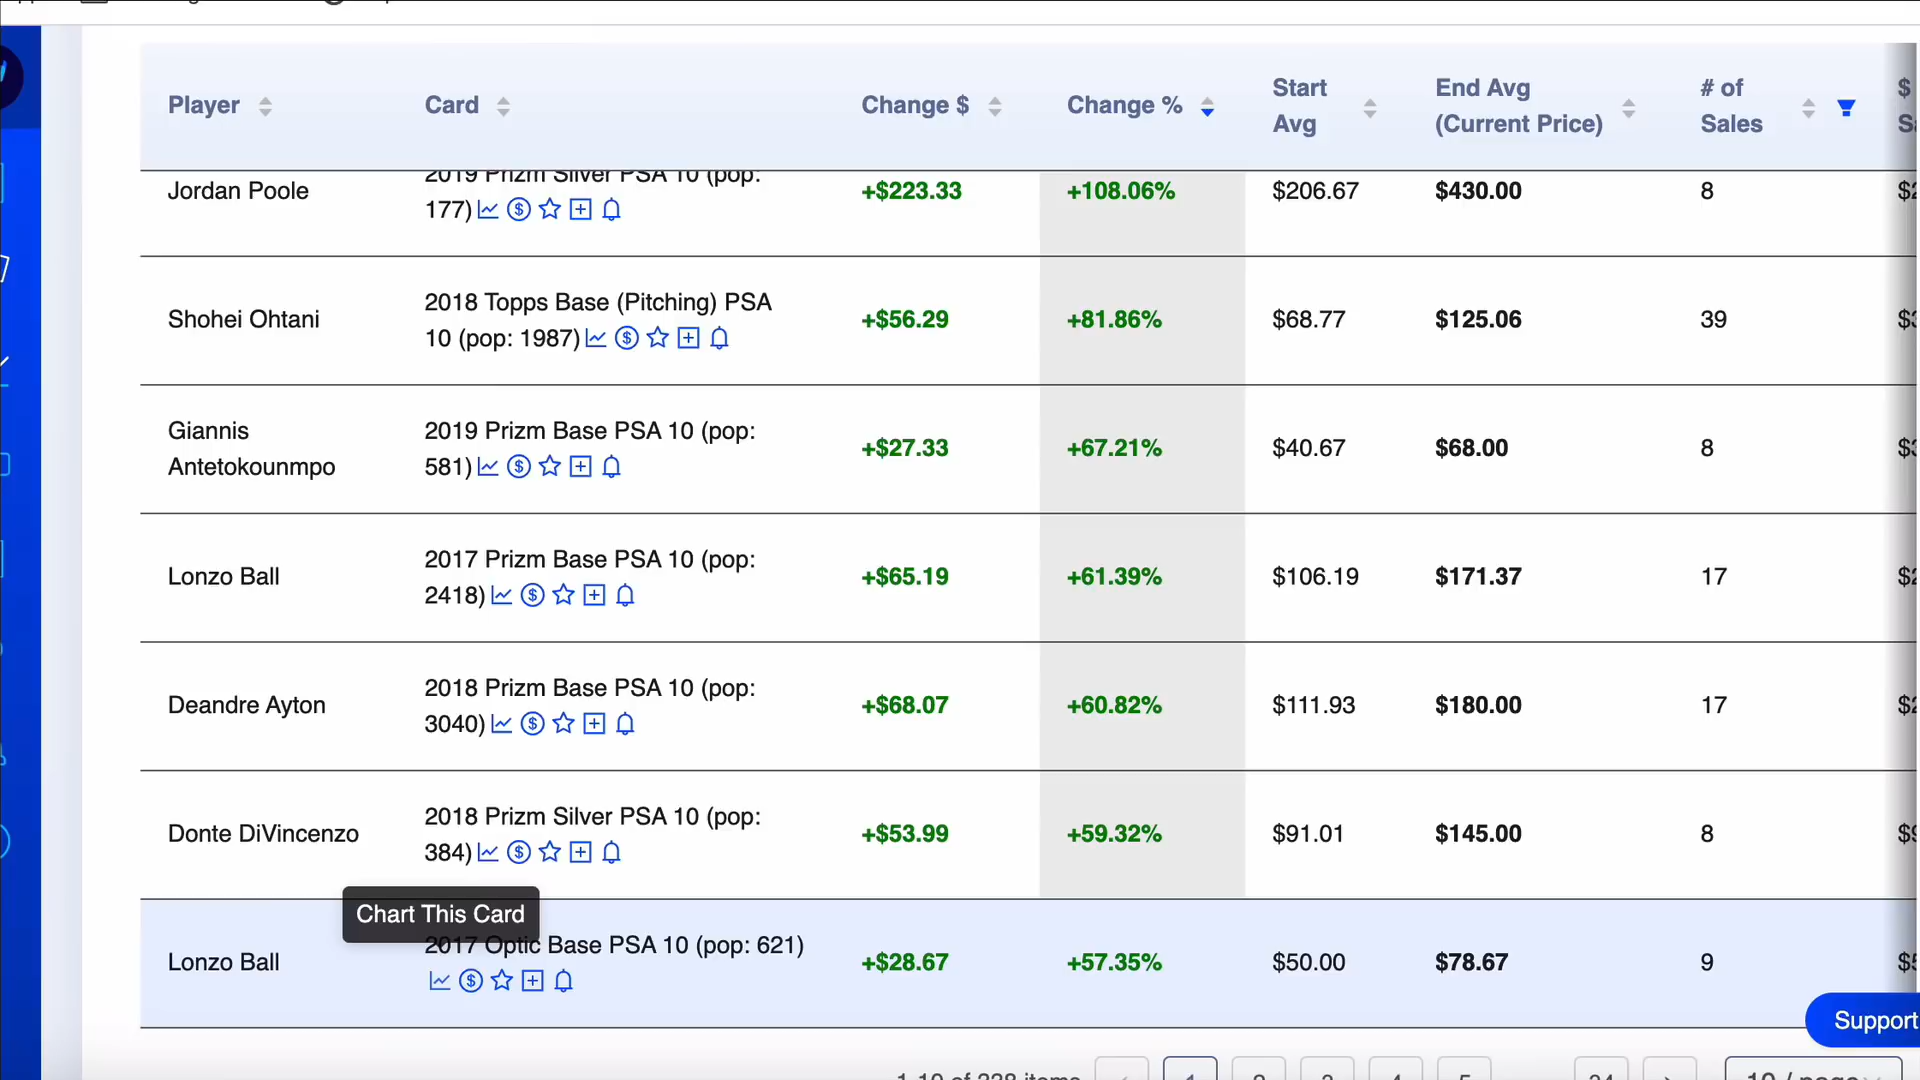 Player Card Change $ Change % Start Avg End Avg (Current Price) # of Sales $
Jordan Poole 2019 Prizm Silver PSA 10 (pop: 177) +$223.33 +108.06% $206.67 $430.00 8
Shohei Ohtani 2018 Topps Base (Pitching) PSA 10 (pop: 1987) +$56.29 +81.86% $68.77 $125.06 39
Giannis Antetokounmpo 2019 Prizm Base PSA 10 (pop: 581) +$27.33 +67.21% $40.67 $68.00 8
Lonzo Ball 2017 Prizm Base PSA 10 (pop: 2418) +$65.19 +61.39% $106.19 $171.37 17
Deandre Ayton 2018 Prizm Base PSA 10 (pop: 3040) +$68.07 +60.82% $111.93 $180.00 17
Donte DiVincenzo 2018 Prizm Silver PSA 10 (pop: 384) +$53.99 +59.32% $91.01 $145.00 8
Chart This Card
Lonzo Ball 2017 Optic Base PSA 10 (pop: 621) +$28.67 +57.35% $50.00 $78.67 9
Support